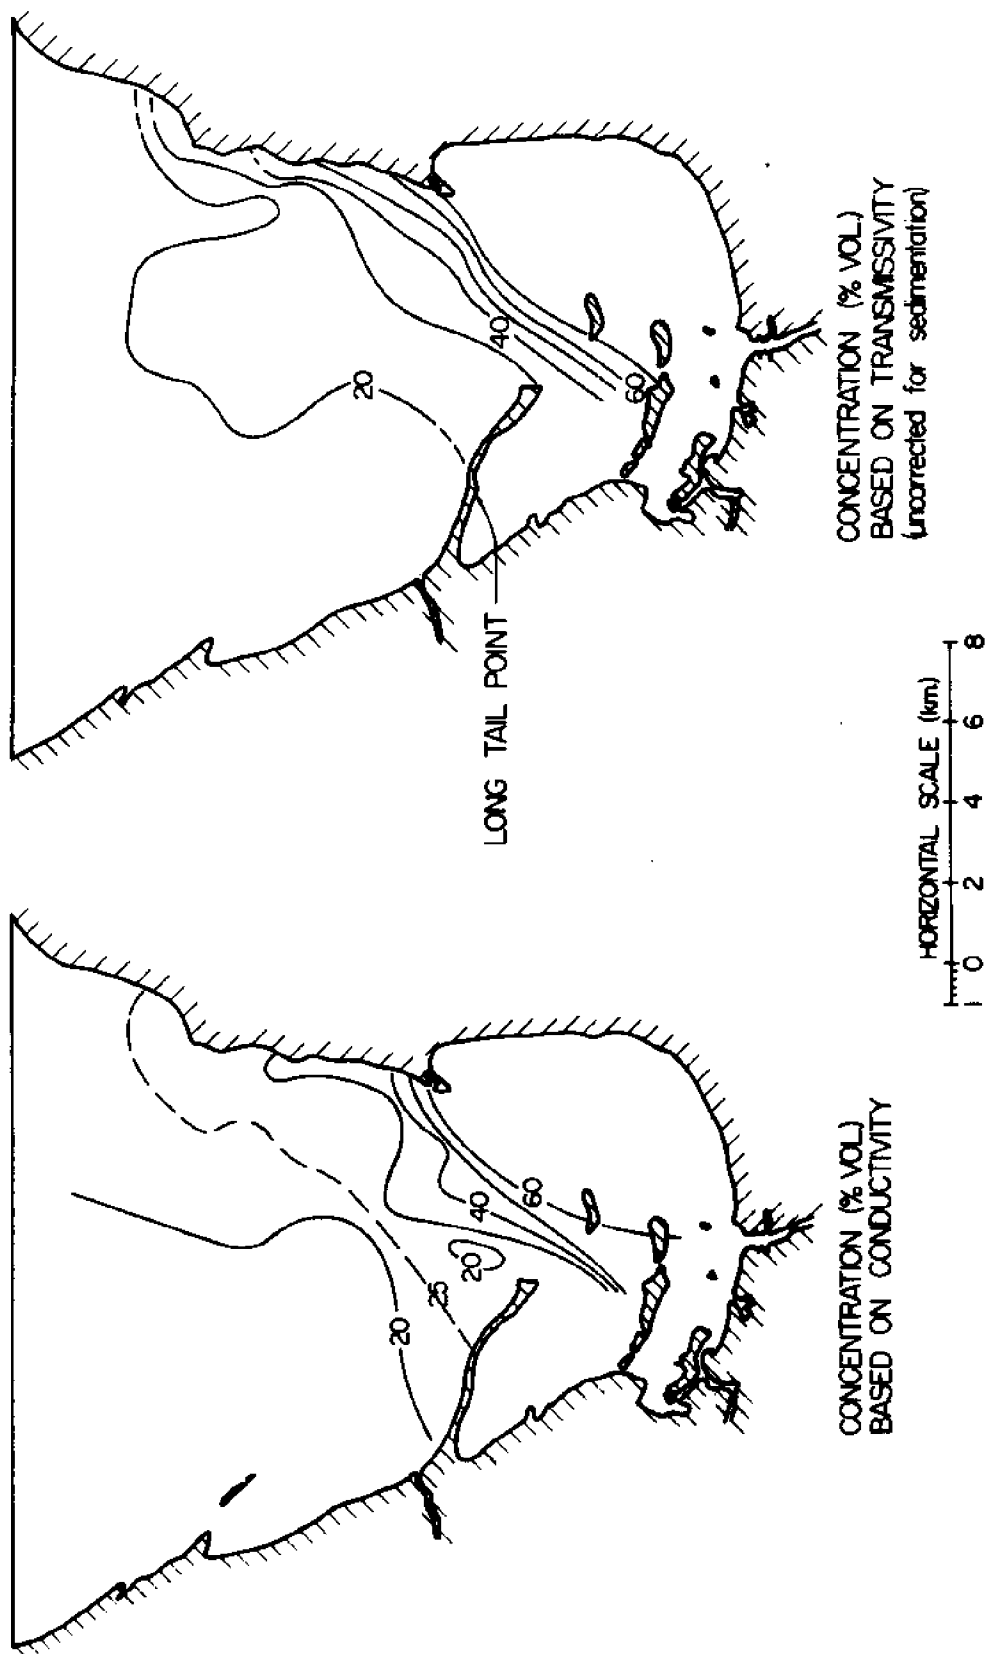 20
20
25
40
60
CONCENTRATION (% VOL.)
BASED ON CONDUCTIVITY
20
40
60
LONG TAIL POINT
CONCENTRATION (% VOL.)
BASED ON TRANSMISSIVITY
(uncorrected for sedimentation)
HORIZONTAL SCALE (km.)
1 0 2 4 6 8